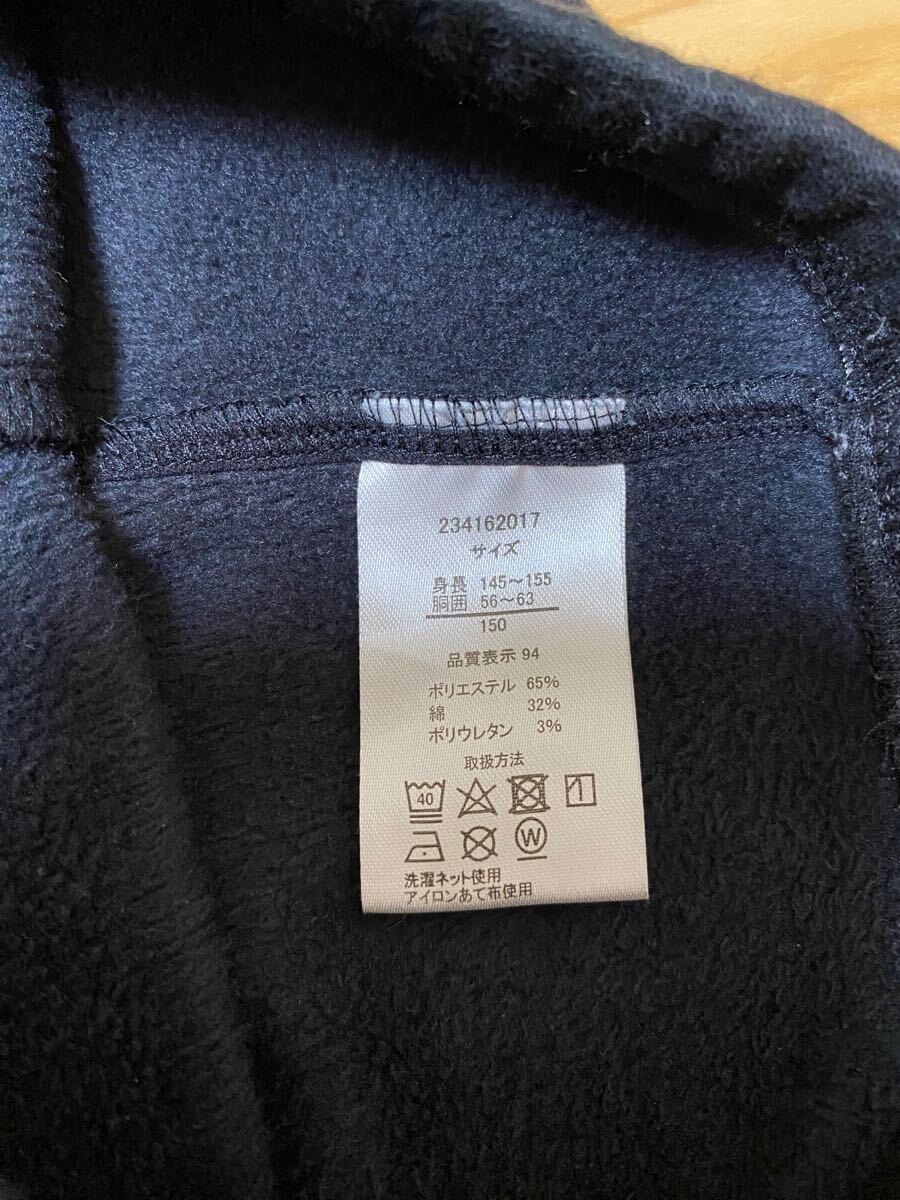 234162017
サイズ
身長 145～155
胴囲 56～63
150
品質表示 94
ポリエステル 65%
綿 32%
ポリウレタン 3%
取扱方法
40
W
洗濯ネット使用
アイロンあて布使用